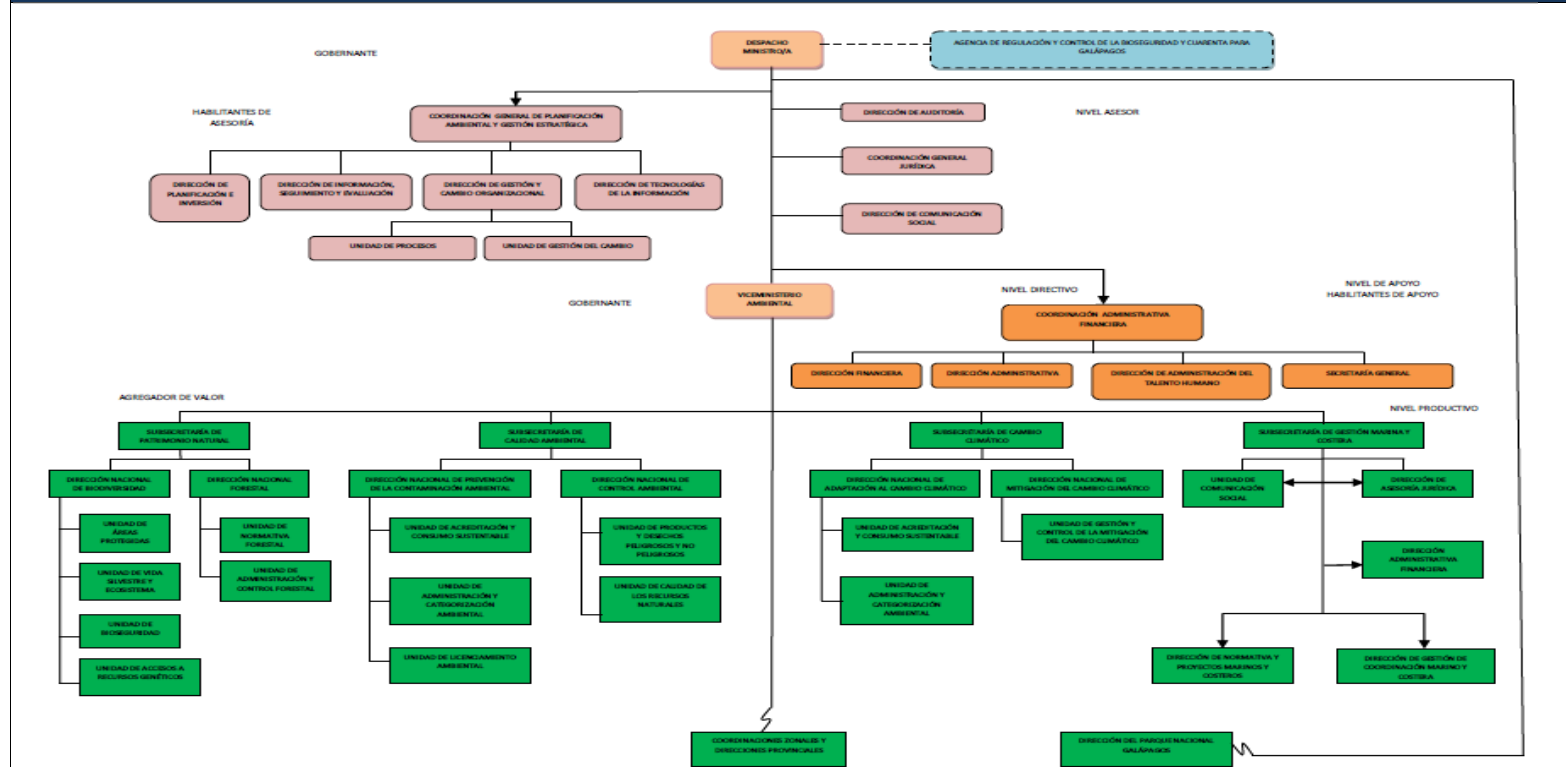 DESPACHO
MINISTRO/A
AGENCIA DE REGULACIÓN Y CONTROL DE LA BIOSEGURIDAD Y CUARENTA PARA
GALÁPAGOS
GOBERNANTE
HABILITANTES DE
ASESORÍA
COORDINACIÓN GENERAL DE PLANIFICACIÓN
AMBIENTAL Y GESTIÓN ESTRATÉGICA
DIRECCIÓN DE AUDITORÍA
NIVEL ASESOR
COORDINACIÓN GENERAL
JURÍDICA
DIRECCIÓN DE
PLANIFICACIÓN E
INVERSIÓN
DIRECCIÓN DE INFORMACIÓN,
SEGUIMIENTO Y EVALUACIÓN
DIRECCIÓN DE GESTIÓN Y
CAMBIO ORGANIZACIONAL
DIRECCIÓN DE TECNOLOGÍAS
DE LA INFORMACIÓN
DIRECCIÓN DE COMUNICACIÓN
SOCIAL
UNIDAD DE PROCESOS
UNIDAD DE GESTIÓN DEL CAMBIO
GOBERNANTE
VICEMINISTERIO
AMBIENTAL
NIVEL DIRECTIVO
NIVEL DE APOYO
HABILITANTES DE APOYO
COORDINACIÓN ADMINISTRATIVA
FINANCIERA
DIRECCIÓN FINANCIERA
DIRECCIÓN ADMINISTRATIVA
DIRECCIÓN DE ADMINISTRACIÓN DEL
TALENTO HUMANO
SECRETARÍA GENERAL
AGREGADOR DE VALOR
NIVEL PRODUCTIVO
SUBSECRETARÍA DE
PATRIMONIO NATURAL
SUBSECRETARÍA DE
CALIDAD AMBIENTAL
SUBSECRETARÍA DE CAMBIO
CLIMÁTICO
SUBSECRETARÍA DE GESTIÓN MARINA Y
COSTERA
DIRECCIÓN NACIONAL
DE BIODIVERSIDAD
DIRECCIÓN NACIONAL
FORESTAL
DIRECCIÓN NACIONAL DE PREVENCIÓN
DE LA CONTAMINACIÓN AMBIENTAL
DIRECCIÓN NACIONAL DE
CONTROL AMBIENTAL
DIRECCIÓN NACIONAL DE
ADAPTACIÓN AL CAMBIO CLIMÁTICO
DIRECCIÓN NACIONAL DE
MITIGACIÓN DEL CAMBIO CLIMÁTICO
UNIDAD DE
COMUNICACIÓN
SOCIAL
DIRECCIÓN DE
ASESORÍA JURÍDICA
UNIDAD DE
ÁREAS
PROTEGIDAS
UNIDAD DE
NORMATIVA
FORESTAL
UNIDAD DE ACREDITACIÓN Y
CONSUMO SUSTENTABLE
UNIDAD DE PRODUCTOS
Y DESECHOS
PELIGROSOS Y NO
PELIGROSOS
UNIDAD DE ACREDITACIÓN
Y CONSUMO SUSTENTABLE
UNIDAD DE GESTIÓN Y
CONTROL DE LA MITIGACIÓN
DEL CAMBIO CLIMÁTICO
DIRECCIÓN
ADMINISTRATIVA
FINANCIERA
UNIDAD DE VIDA
SILVESTRE Y
ECOSISTEMA
UNIDAD DE
ADMINISTRACIÓN Y
CONTROL FORESTAL
UNIDAD DE
ADMINISTRACIÓN Y
CATEGORIZACIÓN
AMBIENTAL
UNIDAD DE CALIDAD DE
LOS RECURSOS
NATURALES
UNIDAD DE
ADMINISTRACIÓN Y
CATEGORIZACIÓN
AMBIENTAL
UNIDAD DE
BIOSEGURIDAD
UNIDAD DE ACCESOS A
RECURSOS GENÉTICOS
UNIDAD DE LICENCIAMIENTO
AMBIENTAL
DIRECCIÓN DE NORMATIVA Y
PROYECTOS MARINOS Y
COSTEROS
DIRECCIÓN DE GESTIÓN DE
COORDINACIÓN MARINO Y
COSTERA
COORDINACIONES ZONALES Y
DIRECCIONES PROVINCIALES
DIRECCIÓN DEL PARQUE NACIONAL
GALÁPAGOS